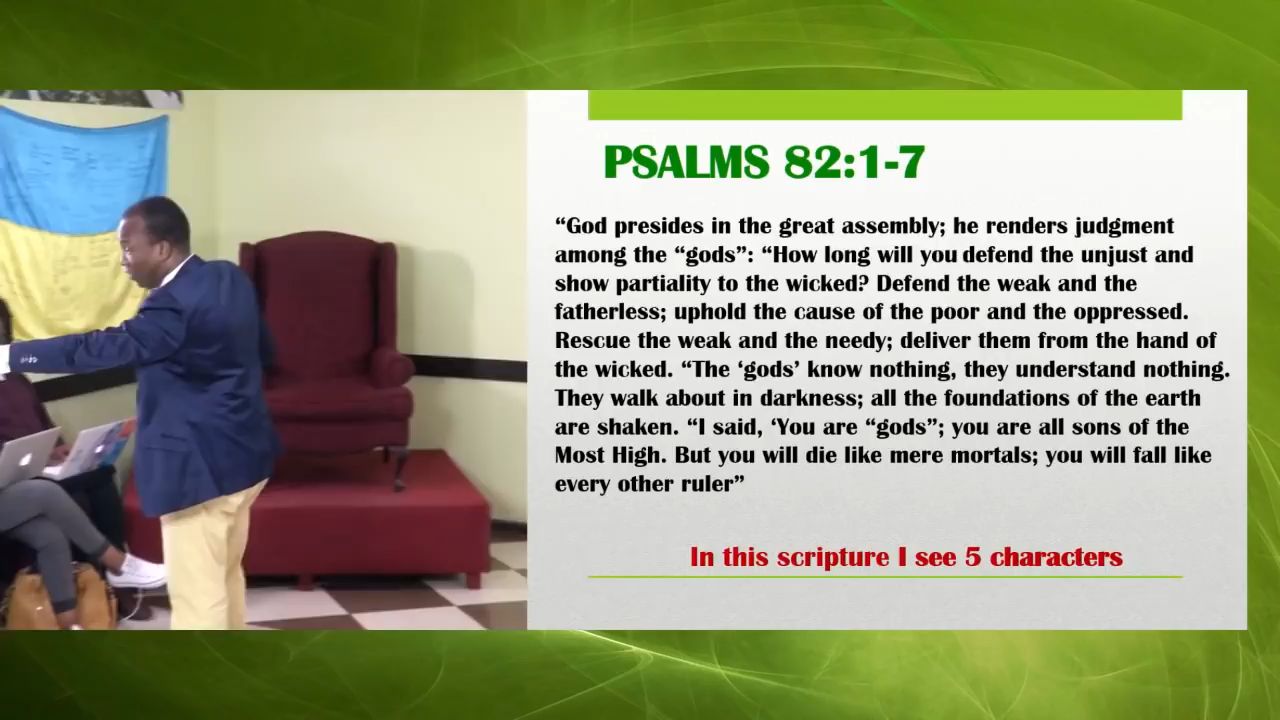 PSALMS 82:1-7
“God presides in the great assembly; he renders judgment
among the “gods”: “How long will you defend the unjust and
show partiality to the wicked? Defend the weak and the
fatherless; uphold the cause of the poor and the oppressed.
Rescue the weak and the needy; deliver them from the hand of
the wicked. “The ‘gods’ know nothing, they understand nothing.
They walk about in darkness; all the foundations of the earth
are shaken. “I said, ‘You are “gods”; you are all sons of the
Most High. But you will die like mere mortals; you will fall like
every other ruler”
In this scripture I see 5 characters